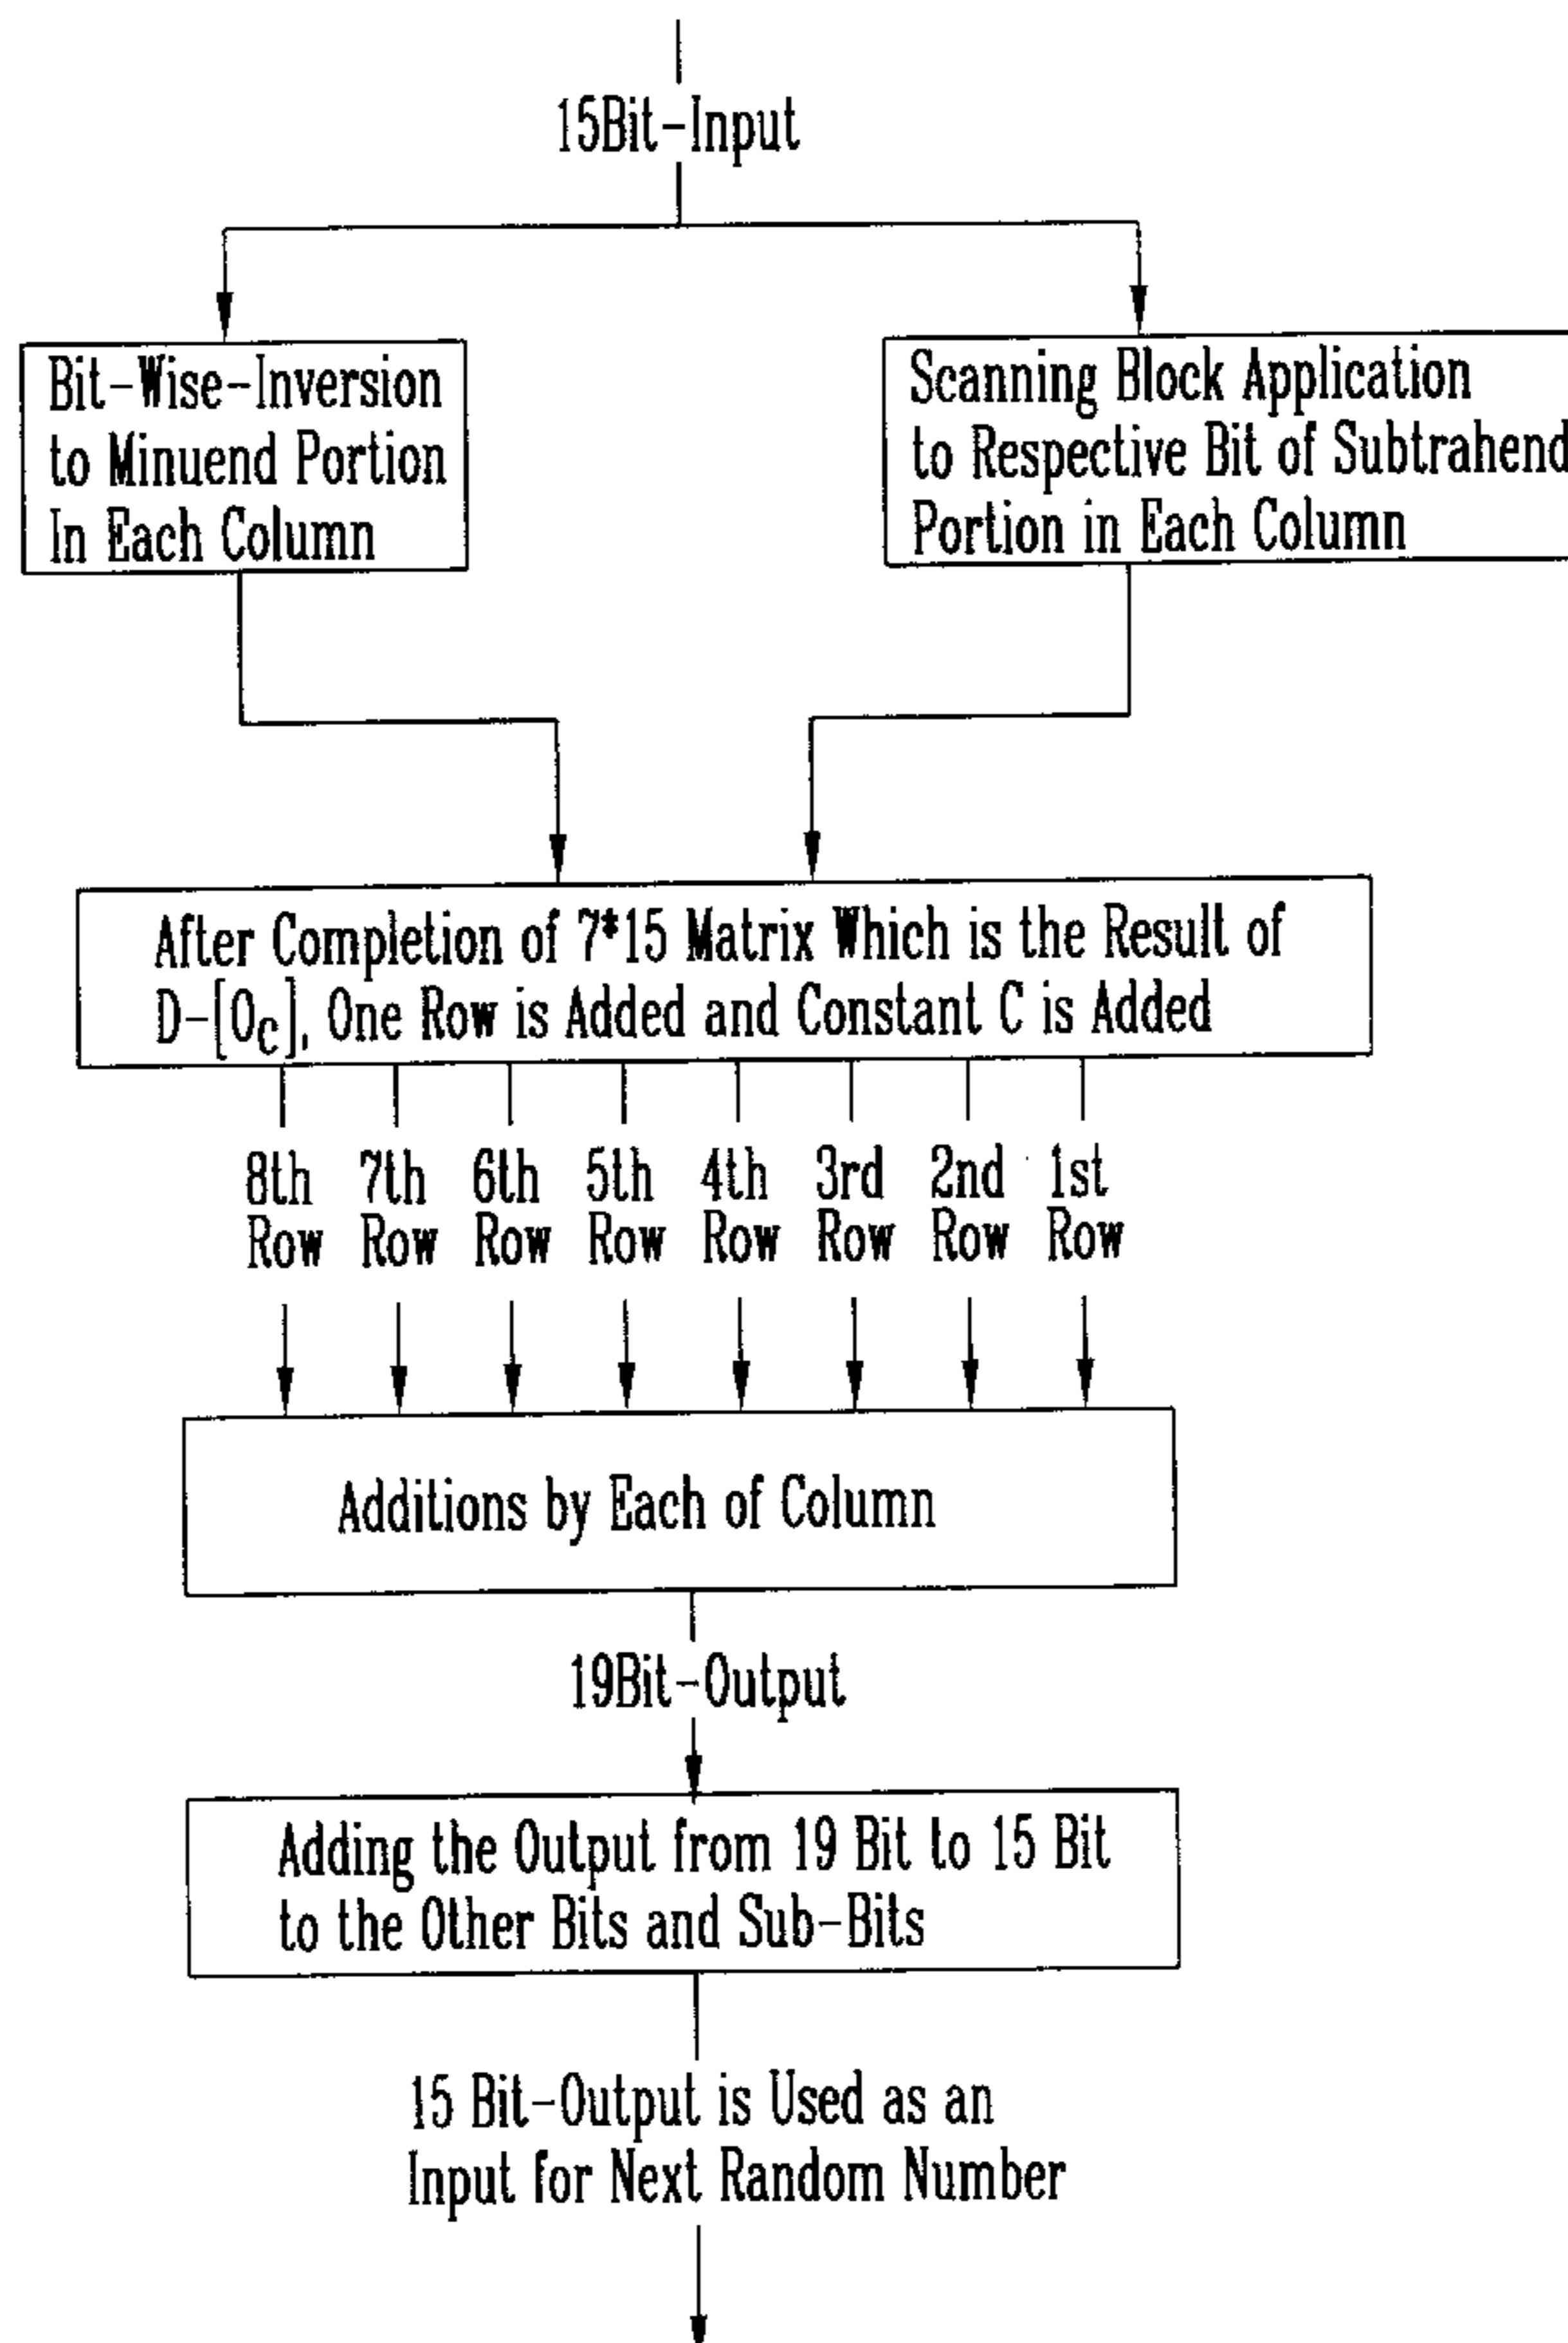 15Bit-Input
Bit-Wise-Inversion
to Minuend Portion
In Each Column
Scanning Block Application
to Respective Bit of Subtrahend
Portion in Each Column
After Completion of 7*15 Matrix Which is the Result of
D-[Oc], One Row is Added and Constant C is Added
8th 7th 6th 5th 4th 3rd 2nd 1st
Row Row Row Row Row Row Row Row
Additions by Each of Column
19Bit-Output
Adding the Output from 19 Bit to 15 Bit
to the Other Bits and Sub-Bits
15 Bit-Output is Used as an
Input for Next Random Number